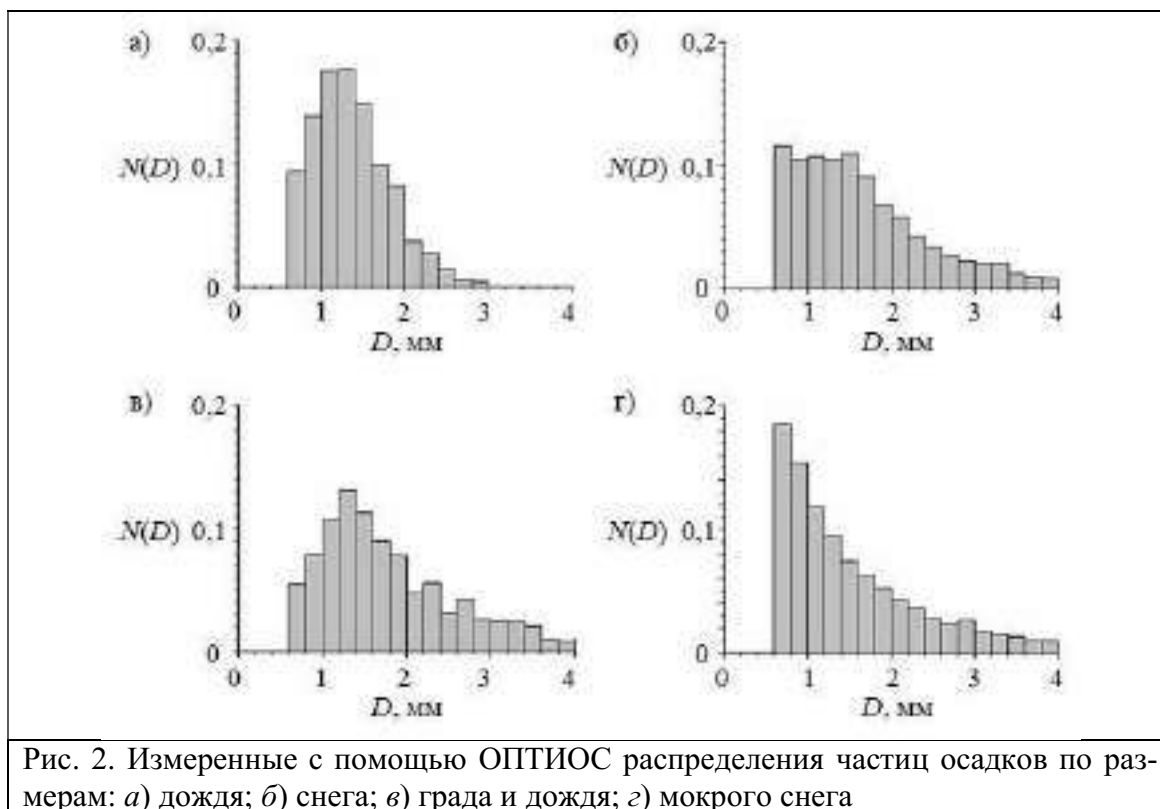 а)
0,2
N(D) 0,1
0
0 1 2 3 4
D, мм
б)
0,2
N(D) 0,1
0
0 1 2 3 4
D, мм
в)
0,2
N(D) 0,1
0
0 1 2 3 4
D, мм
г)
0,2
N(D) 0,1
0
0 1 2 3 4
D, мм
Рис. 2. Измеренные с помощью ОПТИОС распределения частиц осадков по раз-
мерам: а) дождя; б) снега; в) града и дождя; г) мокрого снега